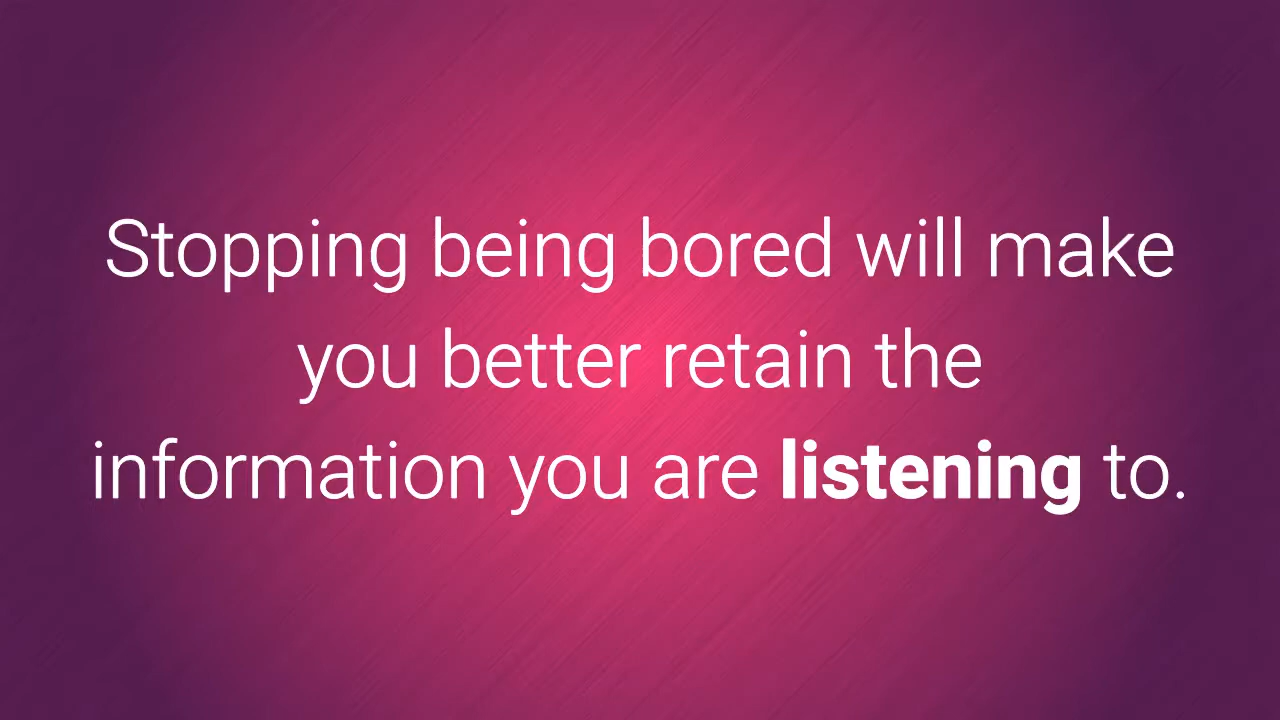 Stopping being bored will make
you better retain the
information you are listening to.